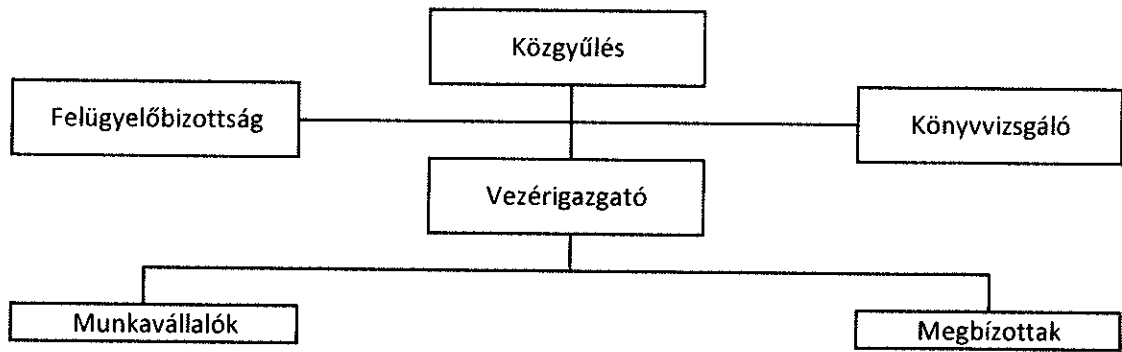 Közgyűlés
Felügyelőbizottság
Könyvvizsgáló
Vezérigazgató
Munkavállalók
Megbízottak